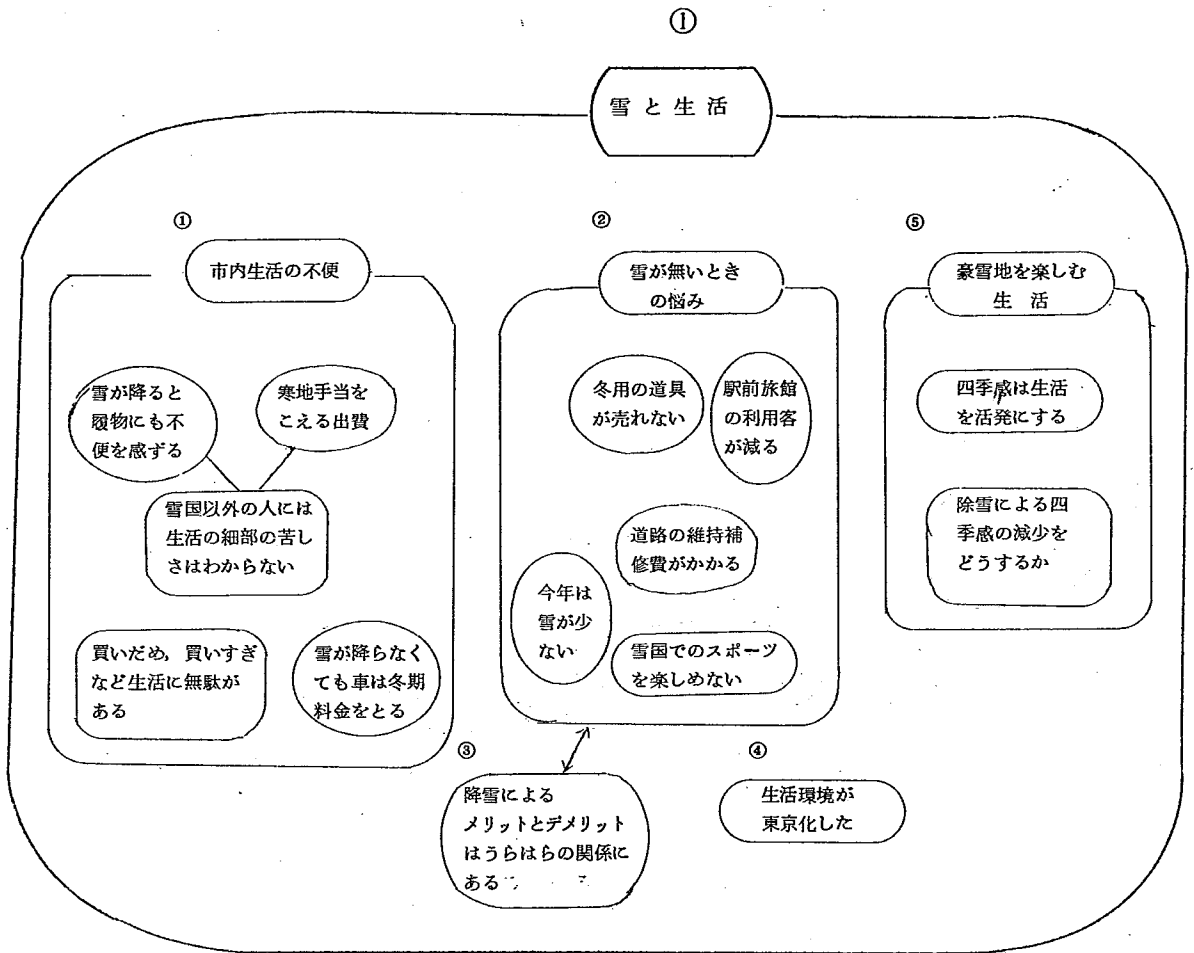 ①
雪と生活
①
市内生活の不便
雪が降ると
履物にも不
便を感ずる
寒地手当を
こえる出費
雪国以外の人には
生活の細部の苦し
さはわからない
買いだめ,買いすぎ
など生活に無駄が
ある
雪が降らなく
ても車は冬期
料金をとる
②
雪が無いとき
の悩み
冬用の道具
が売れない
駅前旅館
の利用客
が減る
道路の維持補
修費がかかる
今年は
雪が少
ない
雪国でのスポーツ
を楽しめない
③
降雪による
メリットとデメリット
はうらはらの関係に
ある
④
生活環境が
東京化した
⑤
豪雪地を楽しむ
生活
四季感は生活
を活発にする
除雪による四
季感の減少を
どうするか